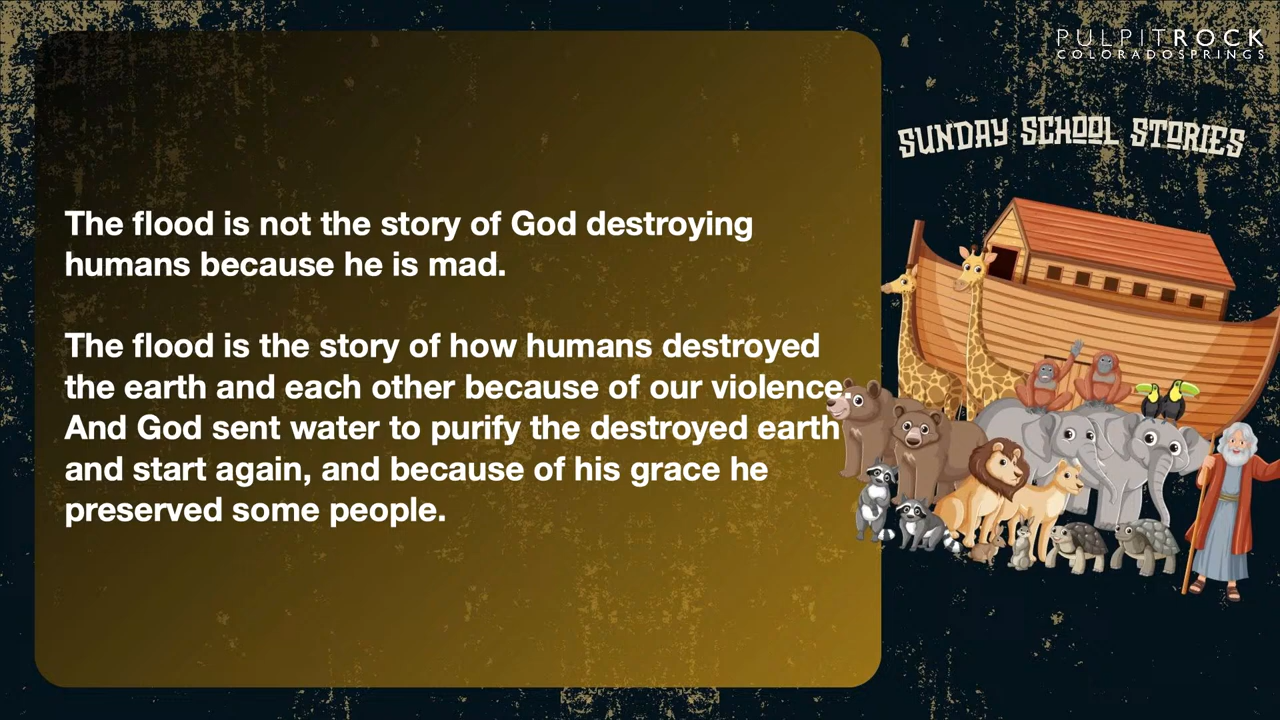 PULPITROCK
COLORADOSPRINGS
SUNDAY SCHOOL STORIES
The flood is not the story of God destroying
humans because he is mad.
The flood is the story of how humans destroyed
the earth and each other because of our violence.
And God sent water to purify the destroyed earth
and start again, and because of his grace he
preserved some people.